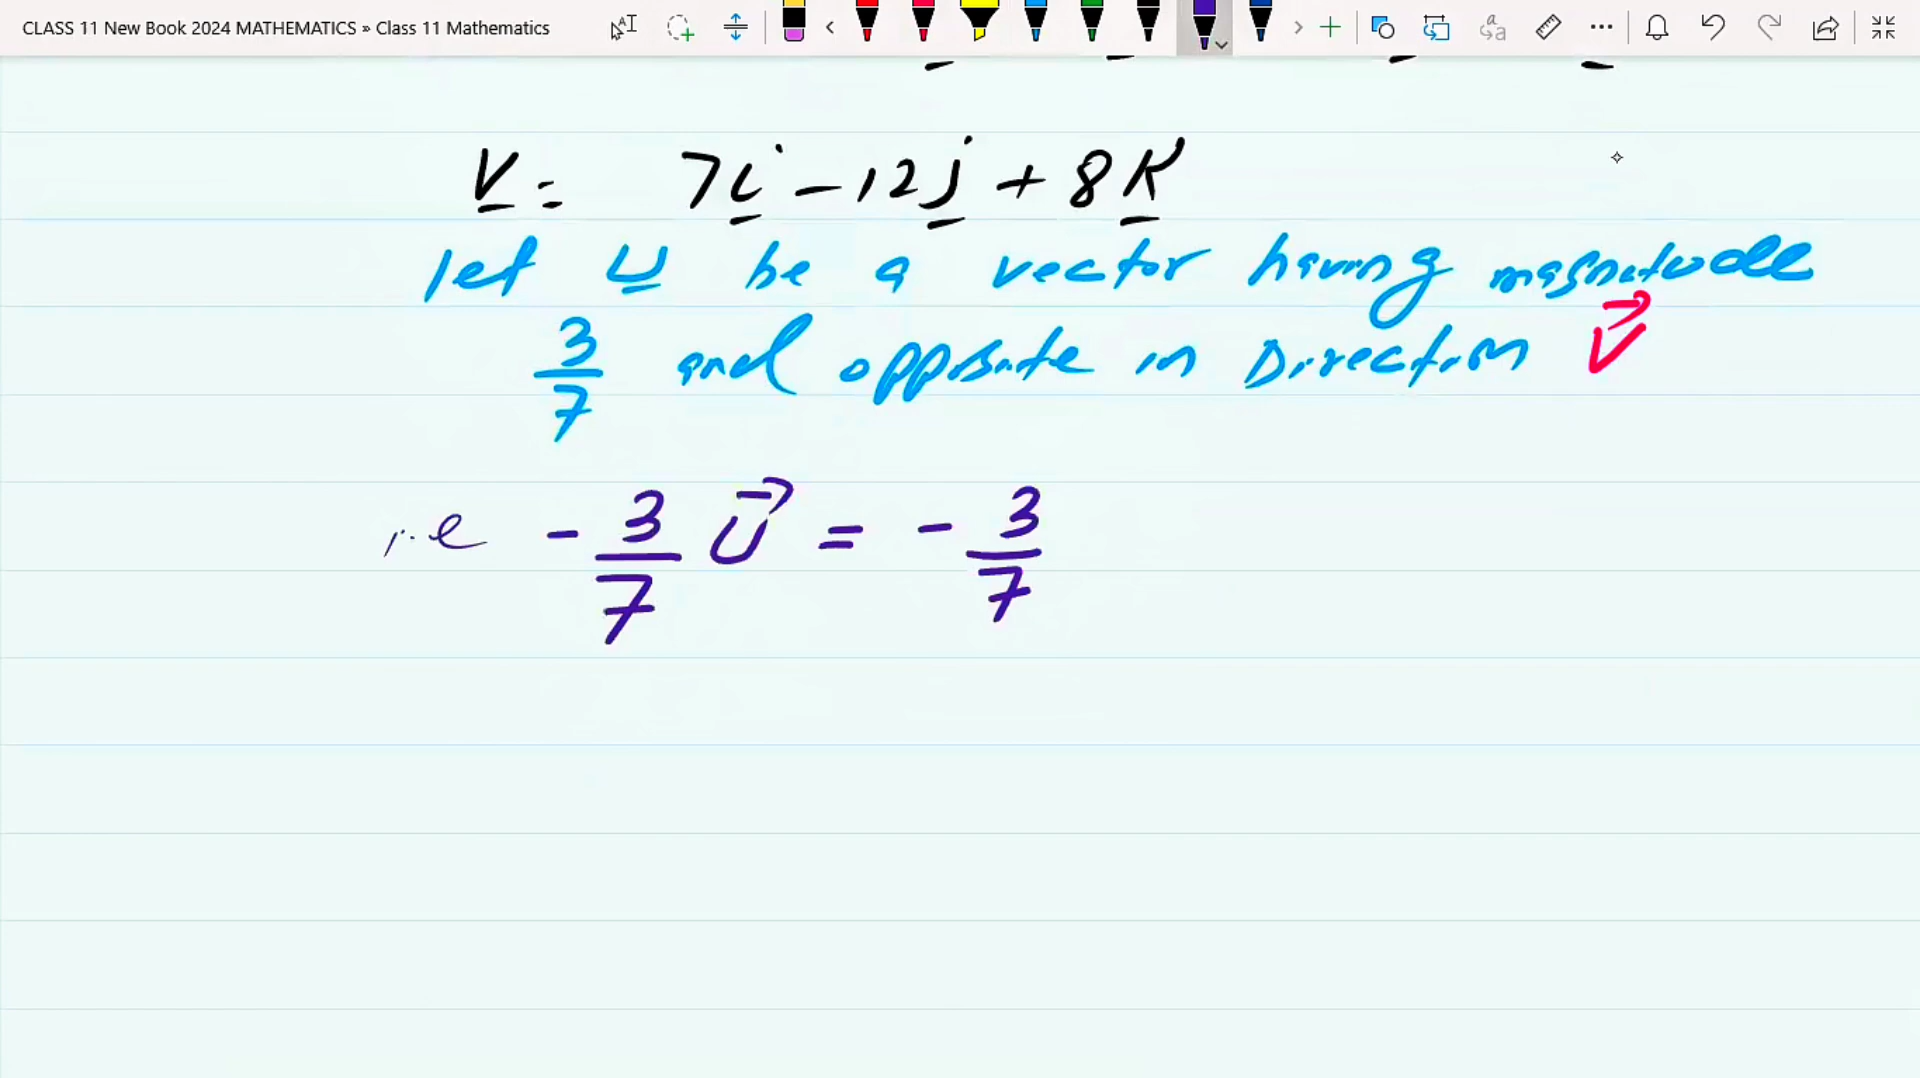 CLASS 11 New Book 2024 MATHEMATICS » Class 11 Mathematics
V = 7i - 12j + 8K
let U be a vector having magnitude
3/7 and opposite in Direction V⃗
i.e - 3/7 U⃗ = - 3/7